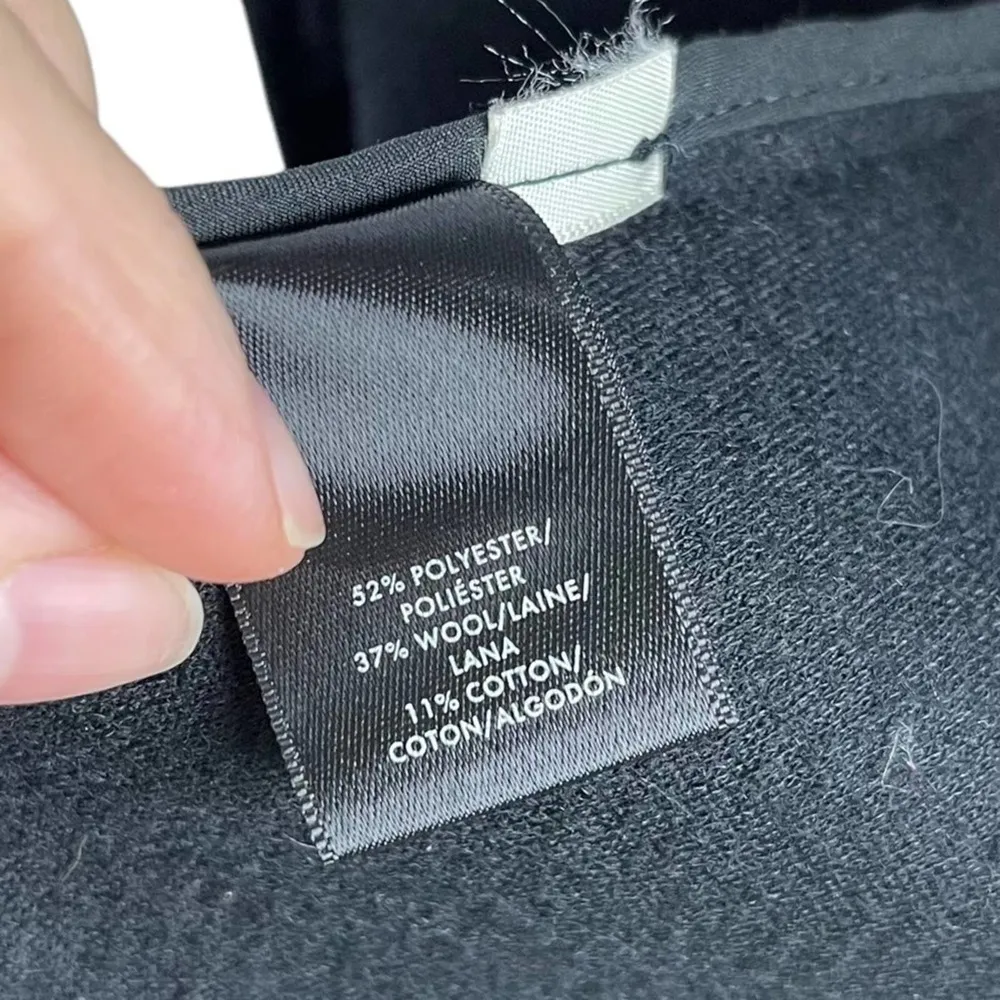 52% POLYESTER/
POLIÉSTER
37% WOOL/LAINE/
LANA
11% COTTON/
COTON/ALGODÓN